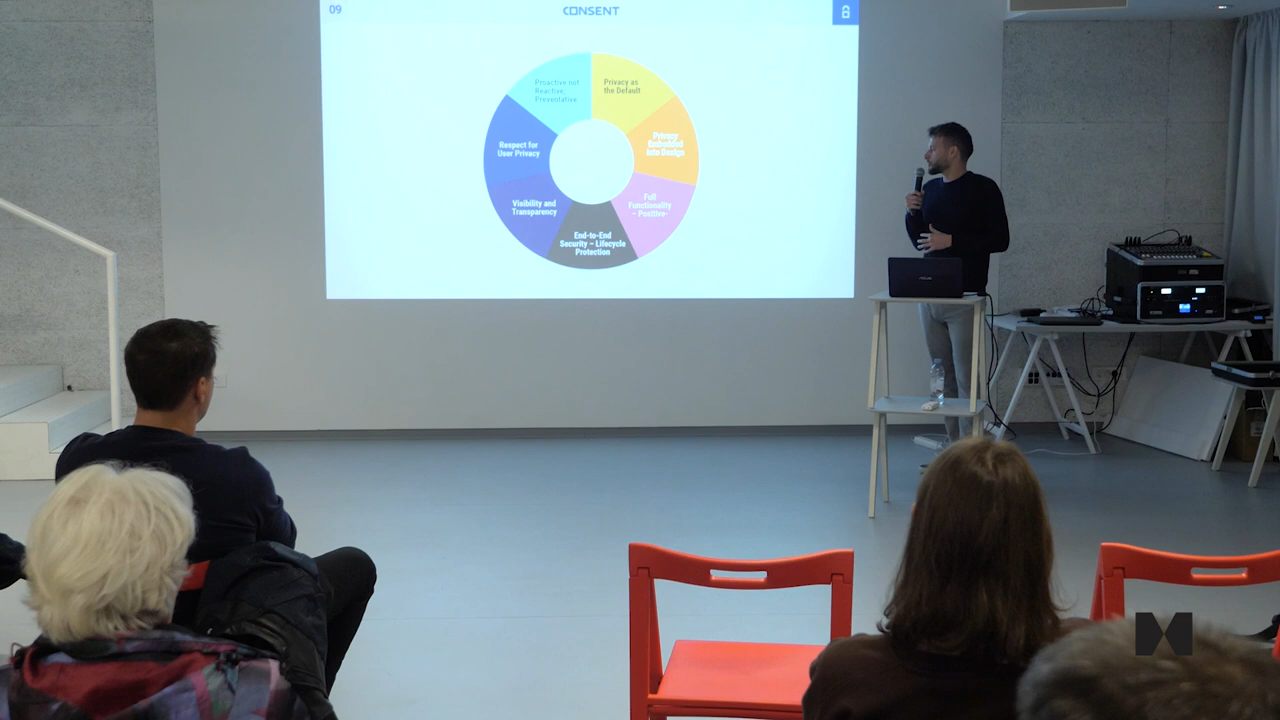 09
CONSENT
Proactive not
Reactive;
Preventative
Privacy as
the Default
Privacy
Embedded
into Design
Respect for
User Privacy
Full
Functionality
– Positive-
Visibility and
Transparency
End-to-End
Security – Lifecycle
Protection